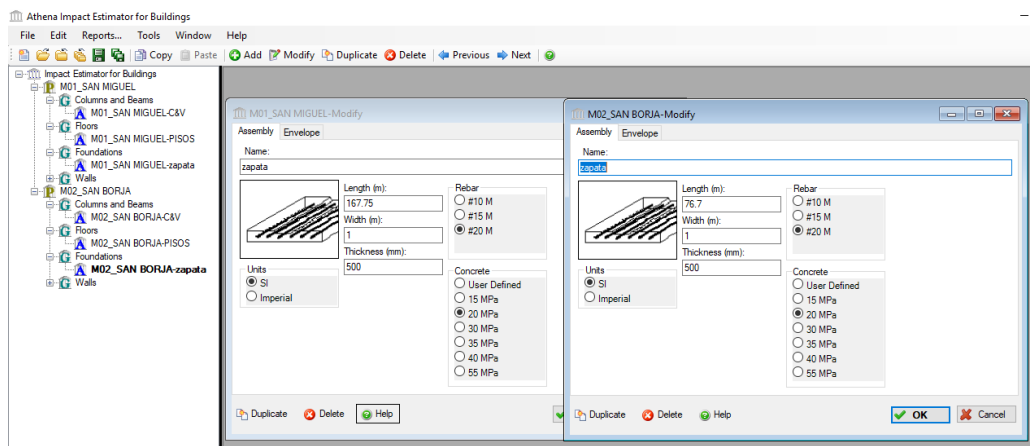 Athena Impact Estimator for Buildings
File Edit Reports... Tools Window Help
Copy Paste Add Modify Duplicate Delete Previous Next
Impact Estimator for Buildings
M01_SAN MIGUEL
Columns and Beams
M01_SAN MIGUEL-C&V
Floors
M01_SAN MIGUEL-PISOS
Foundations
M01_SAN MIGUEL-zapata
Walls
M02_SAN BORJA
Columns and Beams
M02_SAN BORJA-C&V
Floors
M02_SAN BORJA-PISOS
Foundations
M02_SAN BORJA-zapata
Walls
M01_SAN MIGUEL-Modify
Assembly Envelope
Name:
zapata
Length (m):
167.75
Width (m):
1
Thickness (mm):
500
Rebar
#10 M
#15 M
#20 M
Units
SI
Imperial
Concrete
User Defined
15 MPa
20 MPa
30 MPa
35 MPa
40 MPa
55 MPa
Duplicate Delete Help
M02_SAN BORJA-Modify
Assembly Envelope
Name:
zapata
Length (m):
76.7
Width (m):
1
Thickness (mm):
500
Rebar
#10 M
#15 M
#20 M
Units
SI
Imperial
Concrete
User Defined
15 MPa
20 MPa
30 MPa
35 MPa
40 MPa
55 MPa
Duplicate Delete Help OK Cancel